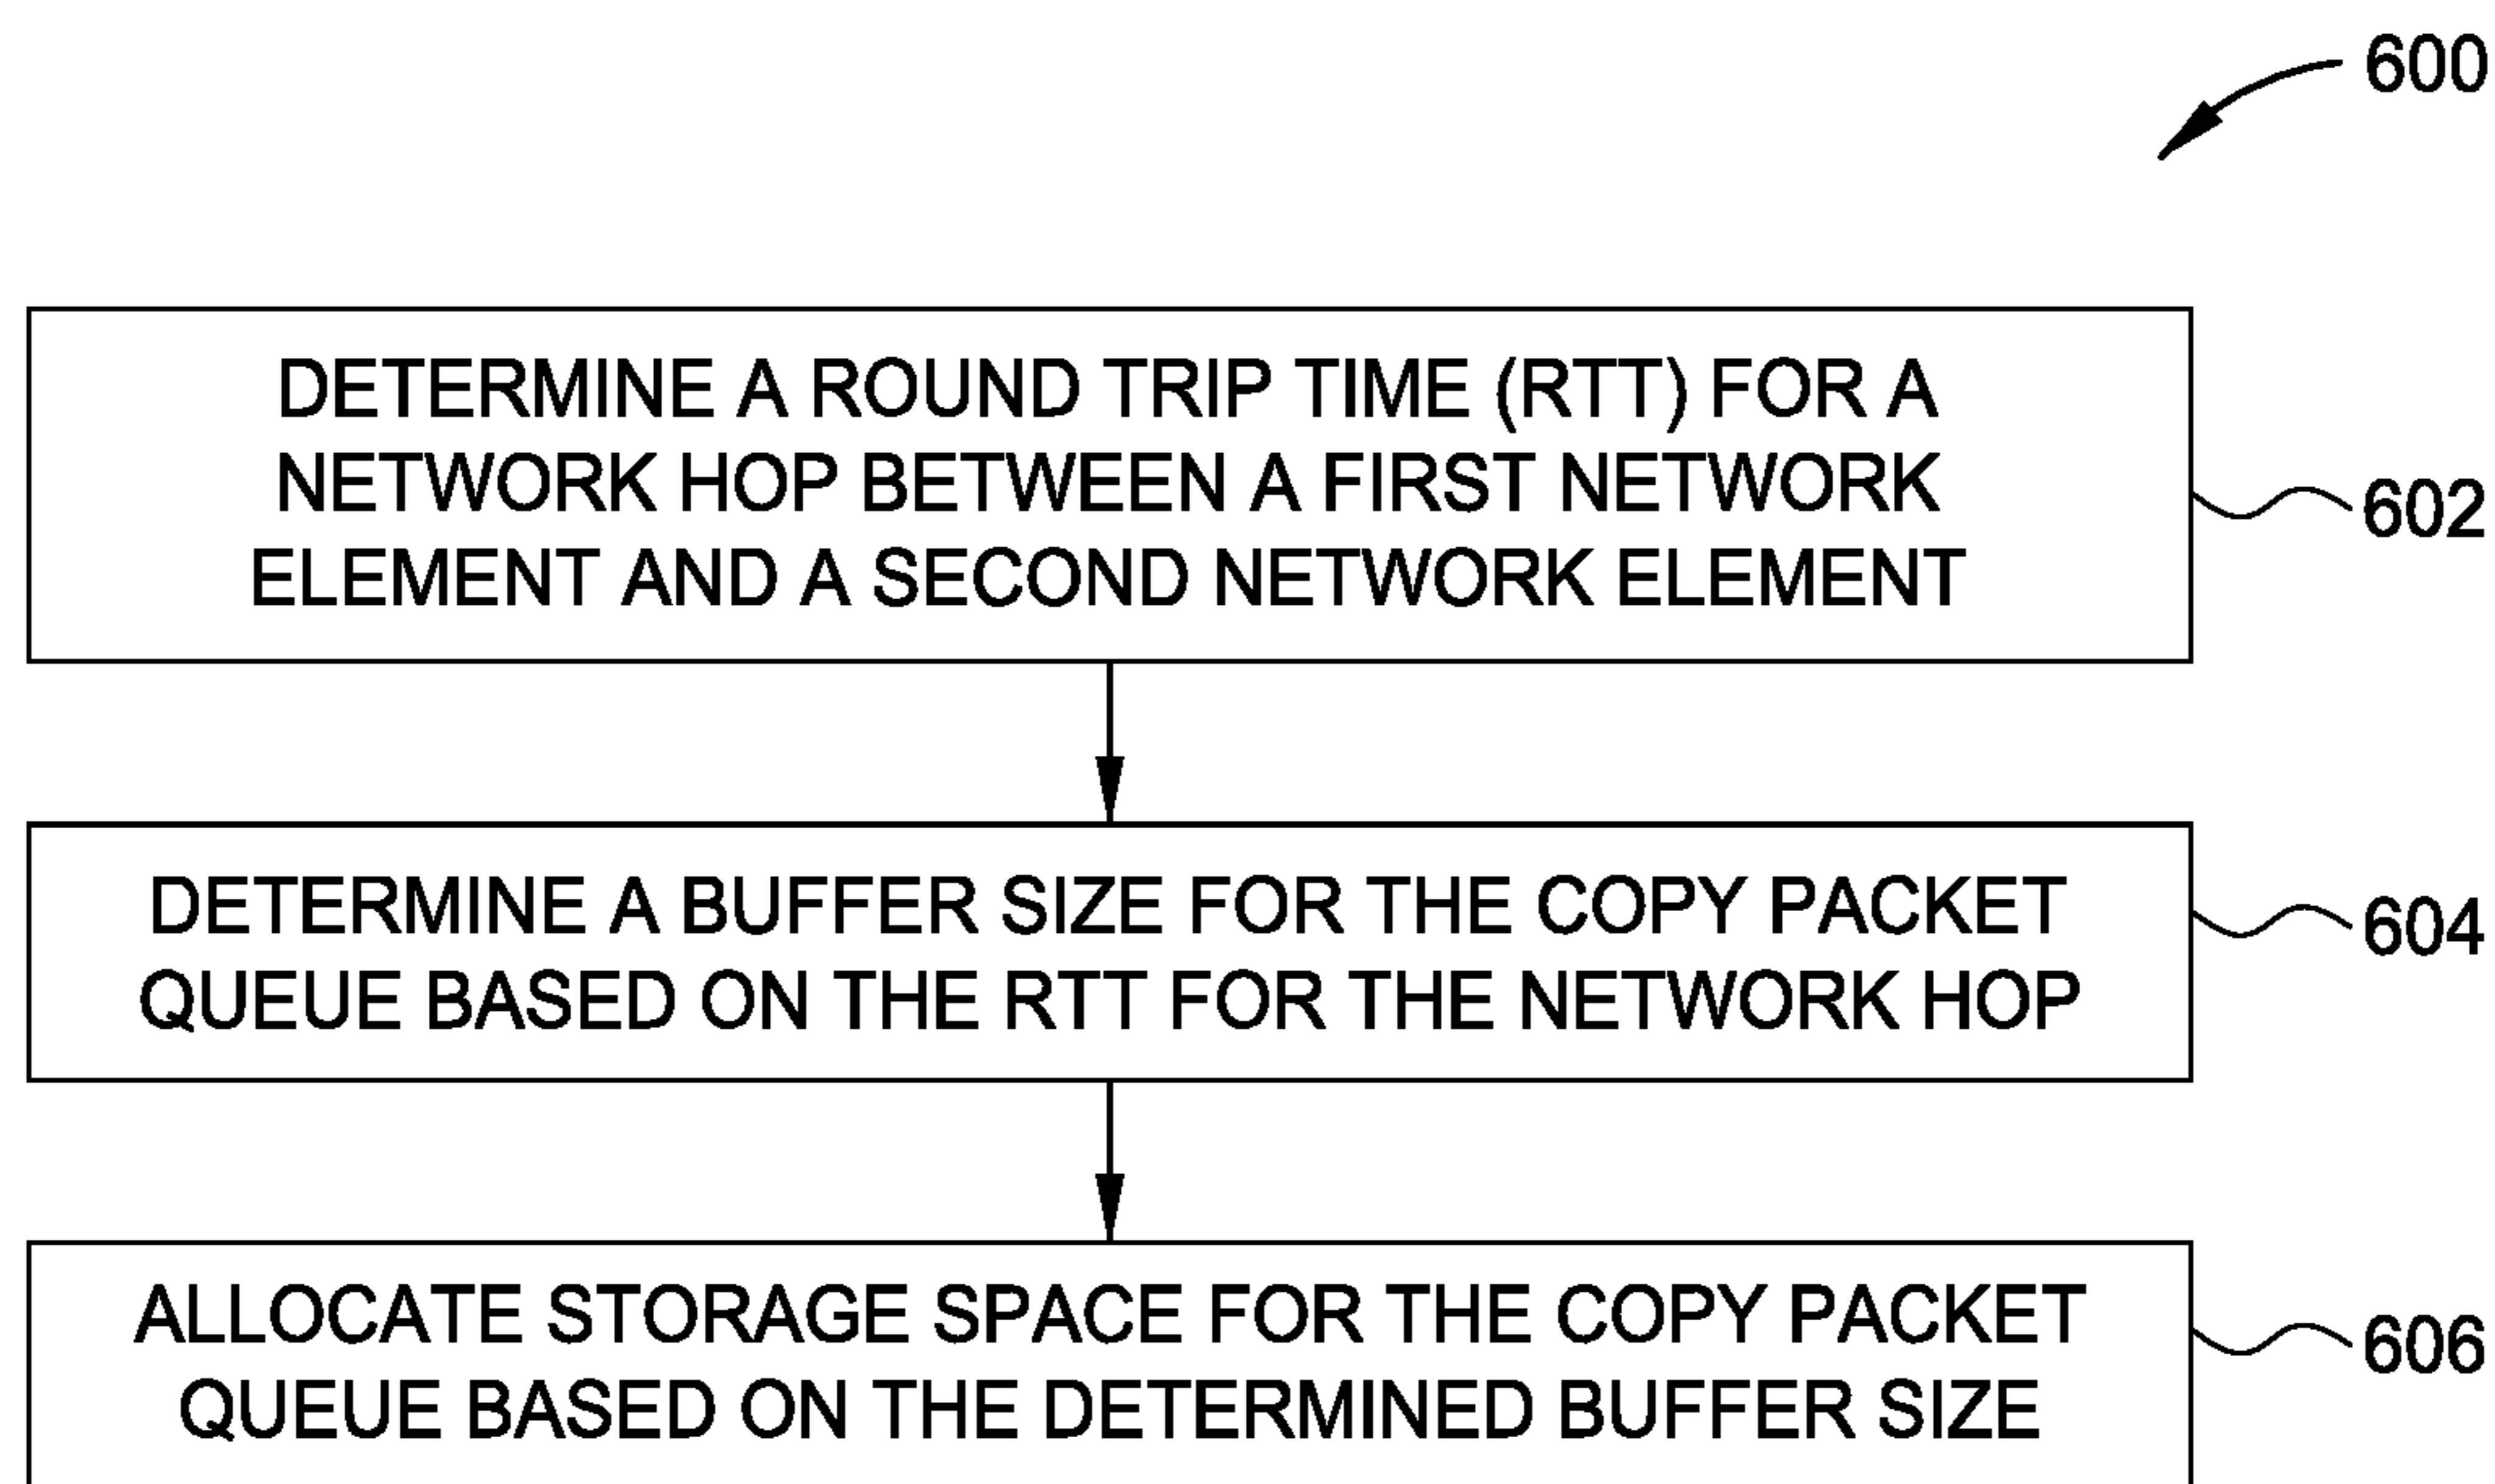 600
DETERMINE A ROUND TRIP TIME (RTT) FOR A
NETWORK HOP BETWEEN A FIRST NETWORK
ELEMENT AND A SECOND NETWORK ELEMENT
602
DETERMINE A BUFFER SIZE FOR THE COPY PACKET
QUEUE BASED ON THE RTT FOR THE NETWORK HOP
604
ALLOCATE STORAGE SPACE FOR THE COPY PACKET
QUEUE BASED ON THE DETERMINED BUFFER SIZE
606